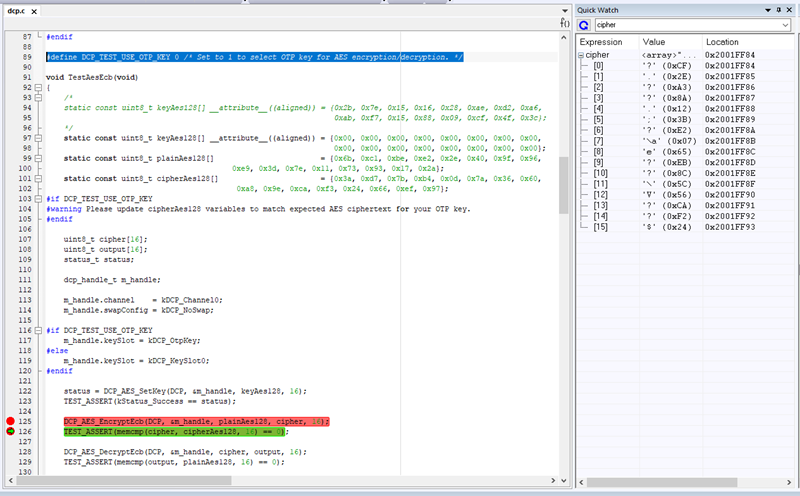 dcp.c
f()
87 #endif
88
89 #define DCP_TEST_USE_OTP_KEY 0 /* Set to 1 to select OTP key for AES encryption/decryption. */
90
91 void TestAesEcb(void)
92 {
93 /*
94 static const uint8_t keyAes128[] __attribute__((aligned)) = {0x2b, 0x7e, 0x15, 0x16, 0x28, 0xae, 0xd2, 0xa6,
95 0xab, 0xf7, 0x15, 0x88, 0x09, 0xcf, 0x4f, 0x3c};
96 */
97 static const uint8_t keyAes128[] __attribute__((aligned)) = {0x00, 0x00, 0x00, 0x00, 0x00, 0x00, 0x00, 0x00,
98 0x00, 0x00, 0x00, 0x00, 0x00, 0x00, 0x00, 0x00};
99 static const uint8_t plainAes128[] = {0x6b, 0xc1, 0xbe, 0xe2, 0x2e, 0x40, 0x9f, 0x96,
100 0xe9, 0x3d, 0x7e, 0x11, 0x73, 0x93, 0x17, 0x2a};
101 static const uint8_t cipherAes128[] = {0x3a, 0xd7, 0x7b, 0xb4, 0x0d, 0x7a, 0x36, 0x60,
102 0xa8, 0x9e, 0xca, 0xf3, 0x24, 0x66, 0xef, 0x97};
103 #if DCP_TEST_USE_OTP_KEY
104 #warning Please update cipherAes128 variables to match expected AES ciphertext for your OTP key.
105 #endif
106
107 uint8_t cipher[16];
108 uint8_t output[16];
109 status_t status;
110
111 dcp_handle_t m_handle;
112
113 m_handle.channel = kDCP_Channel0;
114 m_handle.swapConfig = kDCP_NoSwap;
115
116 #if DCP_TEST_USE_OTP_KEY
117 m_handle.keySlot = kDCP_OtpKey;
118 #else
119 m_handle.keySlot = kDCP_KeySlot0;
120 #endif
121
122 status = DCP_AES_SetKey(DCP, &m_handle, keyAes128, 16);
123 TEST_ASSERT(kStatus_Success == status);
124
125 DCP_AES_EncryptEcb(DCP, &m_handle, plainAes128, cipher, 16);
126 TEST_ASSERT(memcmp(cipher, cipherAes128, 16) == 0);
127
128 DCP_AES_DecryptEcb(DCP, &m_handle, cipher, output, 16);
129 TEST_ASSERT(memcmp(output, plainAes128, 16) == 0);
130
Quick Watch
cipher
Expression Value Location
cipher <array>"... 0x2001FF84
[0] '?' (0xCF) 0x2001FF84
[1] '.' (0x2E) 0x2001FF85
[2] '?' (0xA3) 0x2001FF86
[3] '?' (0x8A) 0x2001FF87
[4] '.' (0x12) 0x2001FF88
[5] ';' (0x3B) 0x2001FF89
[6] '?' (0xE2) 0x2001FF8A
[7] '\a' (0x07) 0x2001FF8B
[8] 'e' (0x65) 0x2001FF8C
[9] '?' (0xEB) 0x2001FF8D
[10] '?' (0x8C) 0x2001FF8E
[11] '\' (0x5C) 0x2001FF8F
[12] 'V' (0x56) 0x2001FF90
[13] '?' (0xCA) 0x2001FF91
[14] '?' (0xF2) 0x2001FF92
[15] '$' (0x24) 0x2001FF93